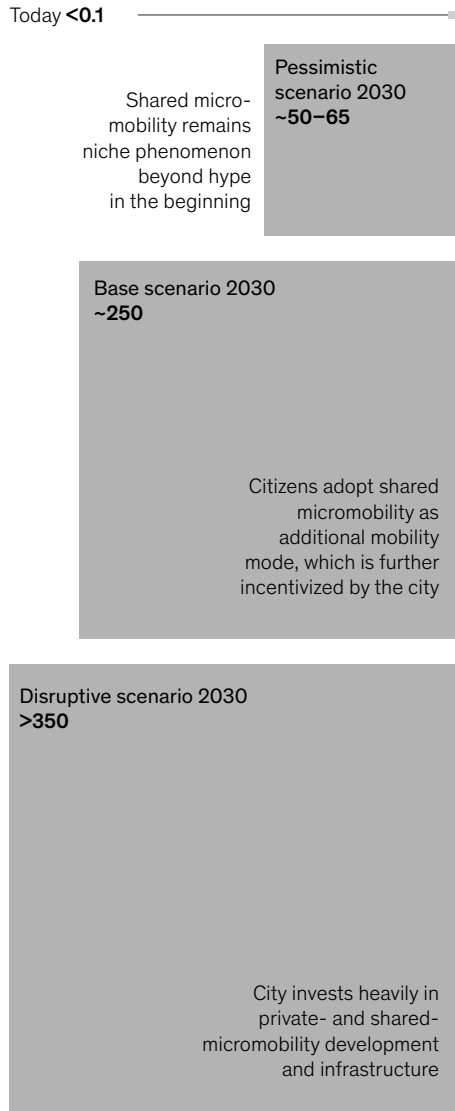 Today <0.1
Pessimistic
scenario 2030
~50–65
Shared micro-
mobility remains
niche phenomenon
beyond hype
in the beginning
Base scenario 2030
~250
Citizens adopt shared
micromobility as
additional mobility
mode, which is further
incentivized by the city
Disruptive scenario 2030
>350
City invests heavily in
private- and shared-
micromobility development
and infrastructure